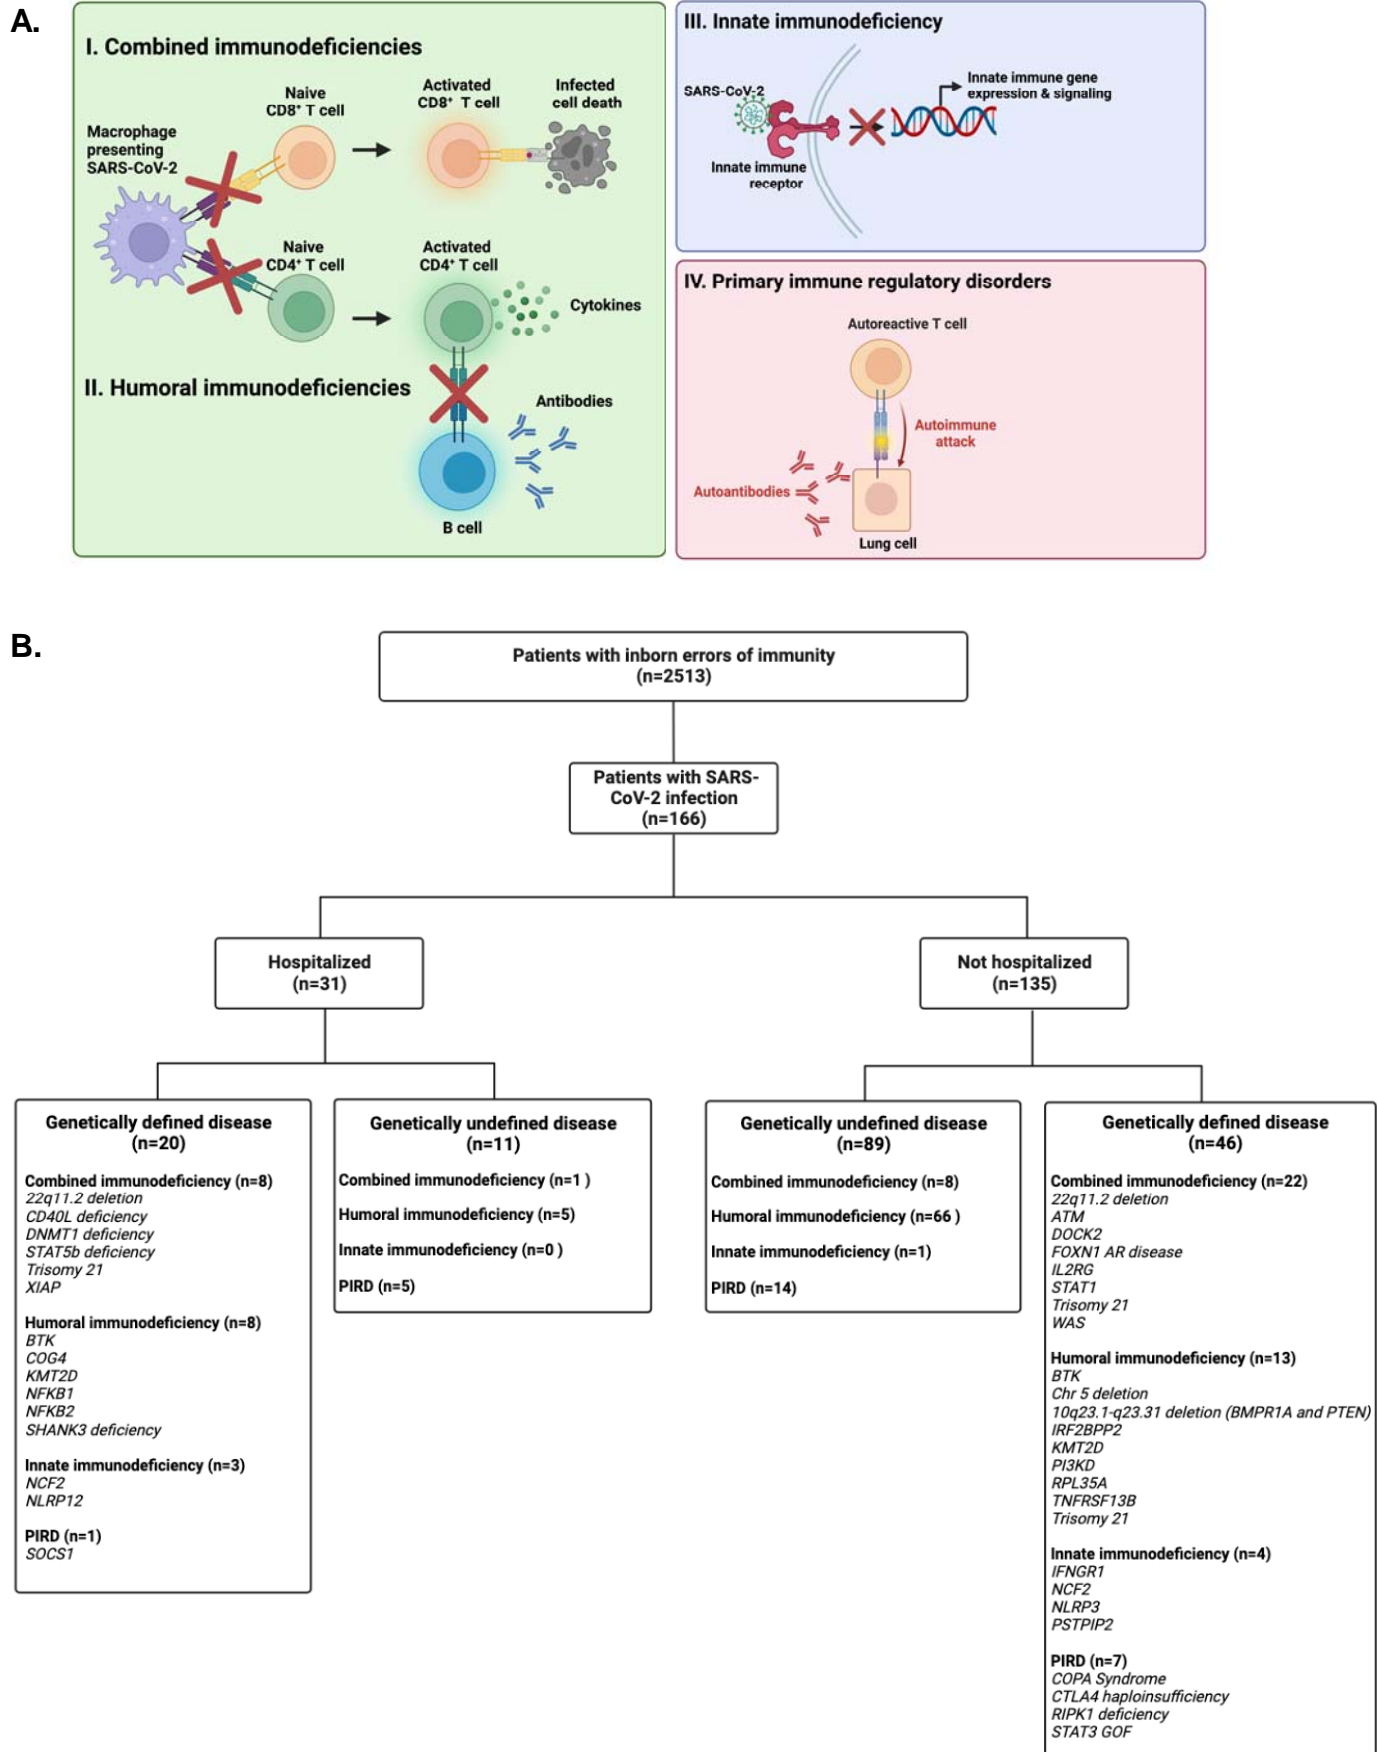 A.
I. Combined immunodeficiencies
Macrophage
presenting
SARS-CoV-2
Naive
CD8⁺ T cell
Activated
CD8⁺ T cell
Infected
cell death
Naive
CD4⁺ T cell
Activated
CD4⁺ T cell
Cytokines
II. Humoral immunodeficiencies
Antibodies
B cell
III. Innate immunodeficiency
SARS-CoV-2
Innate immune
receptor
Innate immune gene
expression & signaling
IV. Primary immune regulatory disorders
Autoreactive T cell
Autoimmune
attack
Autoantibodies
Lung cell
B.
Patients with inborn errors of immunity
(n=2513)
Patients with SARS-
CoV-2 infection
(n=166)
Hospitalized
(n=31)
Not hospitalized
(n=135)
Genetically defined disease
(n=20)
Combined immunodeficiency (n=8)
22q11.2 deletion
CD40L deficiency
DNMT1 deficiency
STAT5b deficiency
Trisomy 21
XIAP
Humoral immunodeficiency (n=8)
BTK
COG4
KMT2D
NFKB1
NFKB2
SHANK3 deficiency
Innate immunodeficiency (n=3)
NCF2
NLRP12
PIRD (n=1)
SOCS1
Genetically undefined disease
(n=11)
Combined immunodeficiency (n=1 )
Humoral immunodeficiency (n=5)
Innate immunodeficiency (n=0 )
PIRD (n=5)
Genetically undefined disease
(n=89)
Combined immunodeficiency (n=8)
Humoral immunodeficiency (n=66 )
Innate immunodeficiency (n=1)
PIRD (n=14)
Genetically defined disease
(n=46)
Combined immunodeficiency (n=22)
22q11.2 deletion
ATM
DOCK2
FOXN1 AR disease
IL2RG
STAT1
Trisomy 21
WAS
Humoral immunodeficiency (n=13)
BTK
Chr 5 deletion
10q23.1-q23.31 deletion (BMPR1A and PTEN)
IRF2BPP2
KMT2D
PI3KD
RPL35A
TNFRSF13B
Trisomy 21
Innate immunodeficiency (n=4)
IFNGR1
NCF2
NLRP3
PSTPIP2
PIRD (n=7)
COPA Syndrome
CTLA4 haploinsufficiency
RIPK1 deficiency
STAT3 GOF